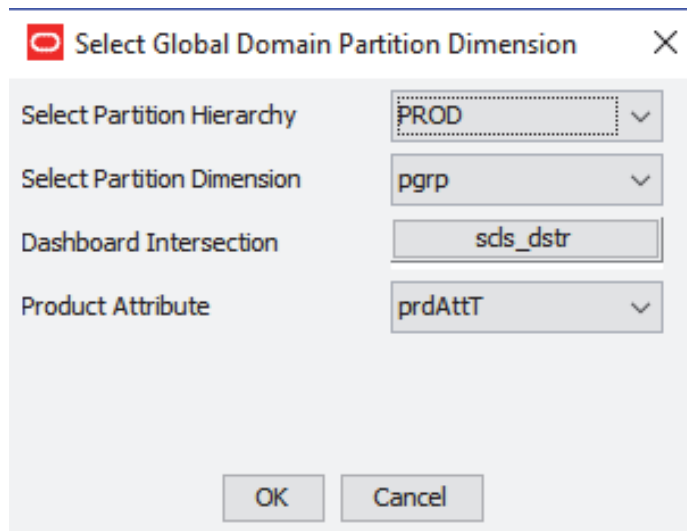 Select Global Domain Partition Dimension
Select Partition Hierarchy PROD
Select Partition Dimension pgrp
Dashboard Intersection scls_dstr
Product Attribute prdAttT
OK Cancel